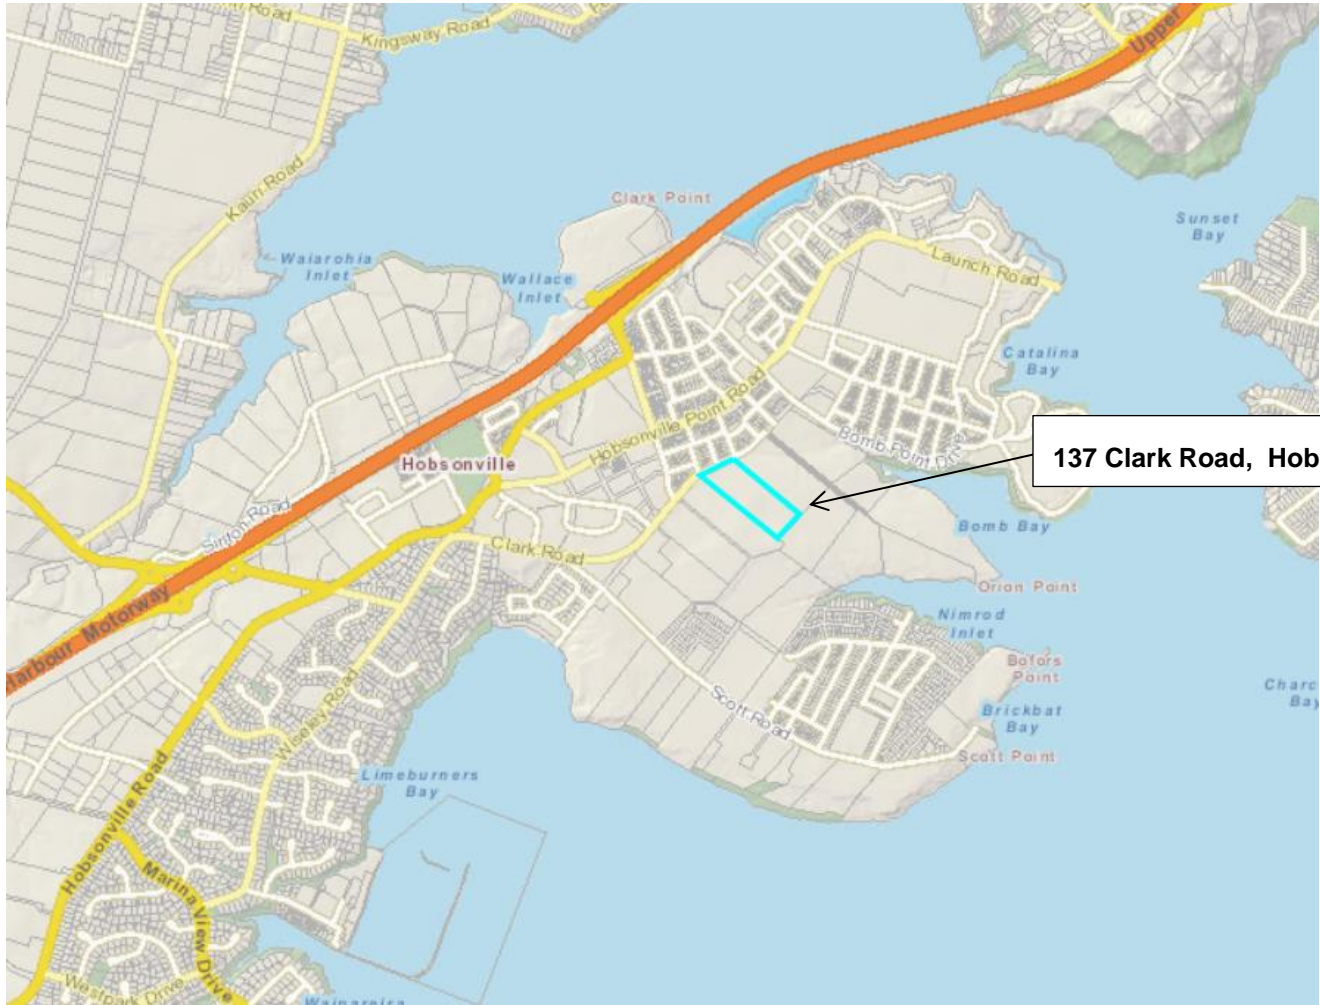 Kingsway Road
Upper
Kauri Road
Clark Point
Sunset
Bay
Waiarohia
Inlet
Wallace
Inlet
Launch Road
Catalina
Bay
Hobsonville Point Road
Bomb Point Drive
Hobsonville
137 Clark Road, Hob
Sinton Road
Bomb Bay
Clark Road
Orion Point
Harbour Motorway
Nimrod
Inlet
Bofors
Point
Charc
Bay
Scott Road
Brickbat
Bay
Wiseley Road
Scott Point
Limeburners
Bay
Hobsonville Road
Marina View Drive
Westpark Drive